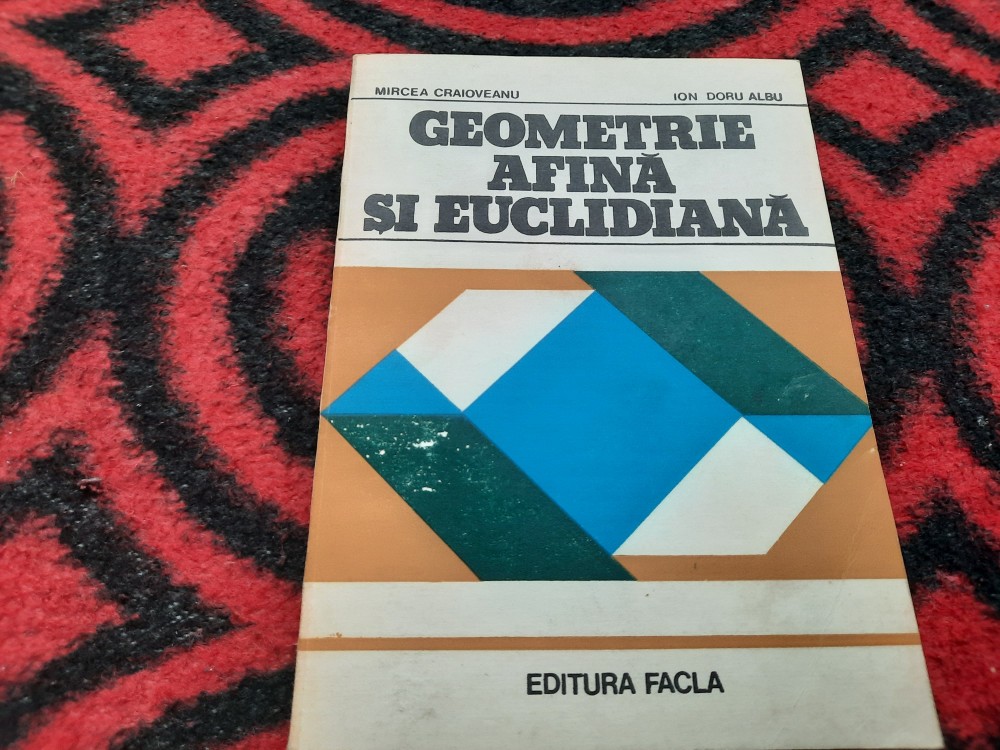 MIRCEA CRAIOVEANU ION DORU ALBU
GEOMETRIE
AFINĂ
ȘI EUCLIDIANĂ
EDITURA FACLA